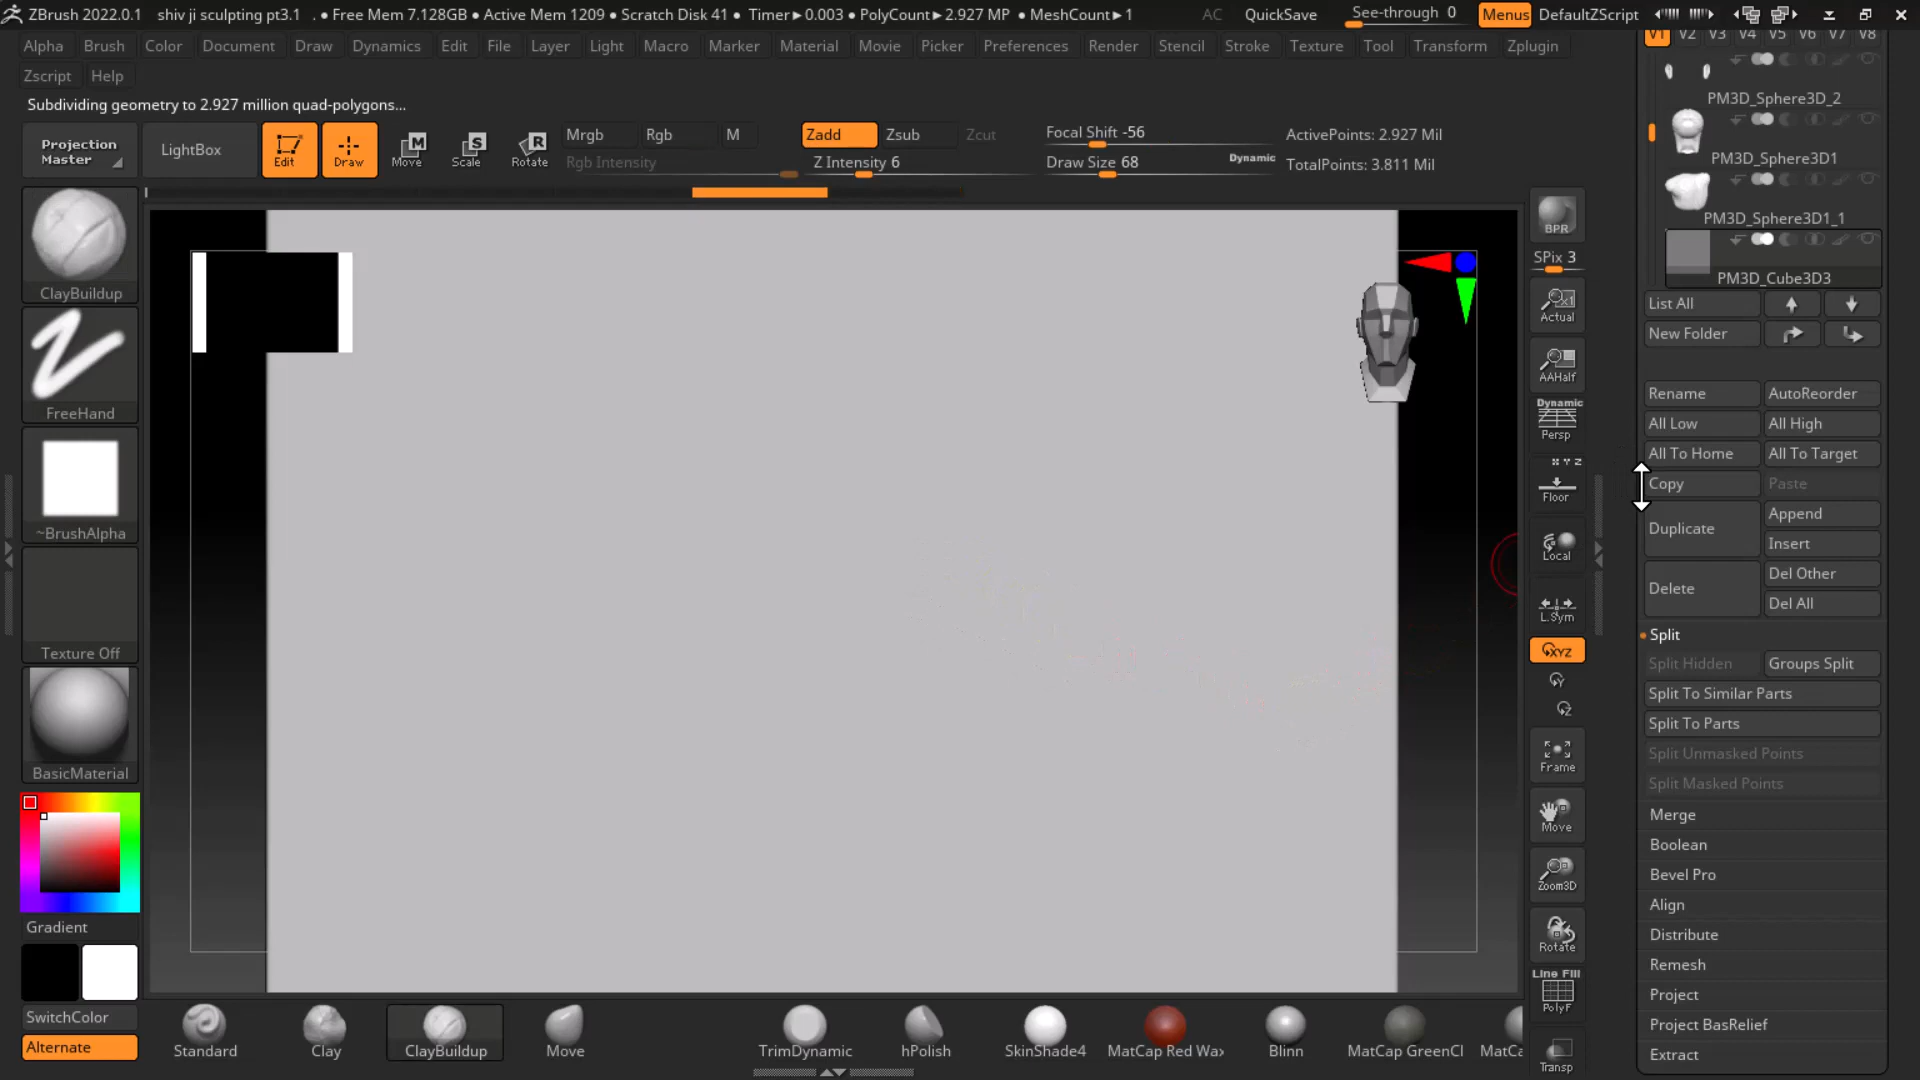 ZBrush 2022.0.1 shiv ji sculpting pt3.1 . • Free Mem 7.128GB • Active Mem 1209 • Scratch Disk 41 • Timer►0.003 • PolyCount►2.927 MP • MeshCount►1 AC QuickSave See-through 0 Menus DefaultZScript
Alpha Brush Color Document Draw Dynamics Edit File Layer Light Macro Marker Material Movie Picker Preferences Render Stencil Stroke Texture Tool Transform Zplugin
Zscript Help
Subdividing geometry to 2.927 million quad-polygons...
Projection Master
LightBox
Edit
Draw
Move
Scale
Rotate
Mrgb Rgb M
Rgb Intensity
Zadd Zsub Zcut
Z Intensity 6
Focal Shift -56
Draw Size 68
Dynamic
ActivePoints: 2.927 Mil
TotalPoints: 3.811 Mil
ClayBuildup
FreeHand
~BrushAlpha
Texture Off
BasicMaterial
Gradient
SwitchColor
Alternate
BPR
SPix 3
Actual
AAHalf
Dynamic
Persp
X Y Z
Floor
Local
L.Sym
XYZ
Y
Z
Frame
Move
Zoom3D
Rotate
Line Fill
PolyF
Transp
V1 V2 V3 V4 V5 V6 V7 V8
PM3D_Sphere3D_2
PM3D_Sphere3D1
PM3D_Sphere3D1_1
PM3D_Cube3D3
List All
New Folder
Rename AutoReorder
All Low All High
All To Home All To Target
Copy Paste
Duplicate Append
Insert
Delete Del Other
Del All
Split
Split Hidden Groups Split
Split To Similar Parts
Split To Parts
Split Unmasked Points
Split Masked Points
Merge
Boolean
Bevel Pro
Align
Distribute
Remesh
Project
Project BasRelief
Extract
Standard Clay ClayBuildup Move TrimDynamic hPolish SkinShade4 MatCap Red Wax Blinn MatCap GreenCl MatCa